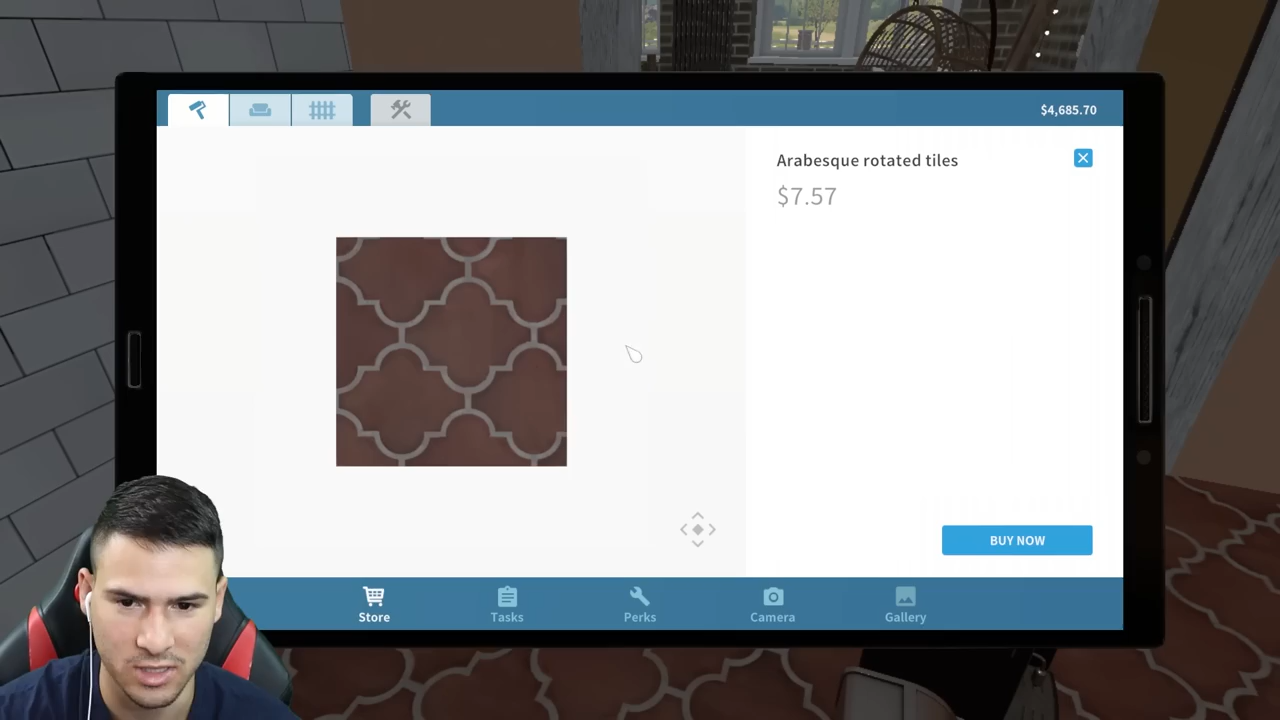 $4,685.70
Arabesque rotated tiles
$7.57
BUY NOW
Store
Tasks
Perks
Camera
Gallery